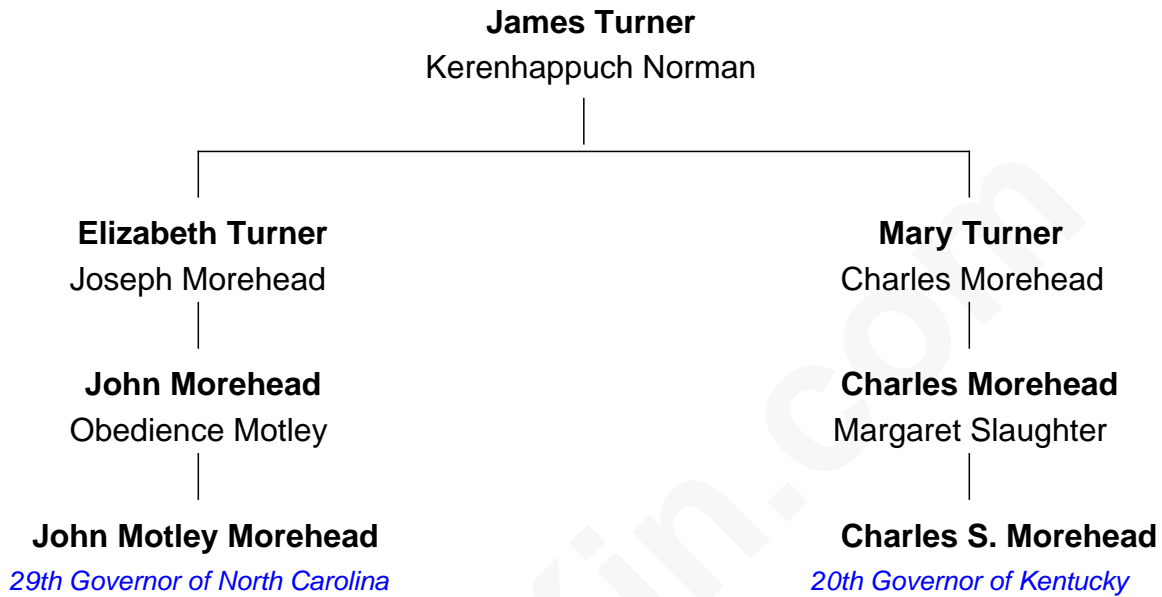 James Turner
Kerenhappuch Norman
Elizabeth Turner
Joseph Morehead
Mary Turner
Charles Morehead
John Morehead
Obedience Motley
Charles Morehead
Margaret Slaughter
John Motley Morehead
29th Governor of North Carolina
Charles S. Morehead
20th Governor of Kentucky